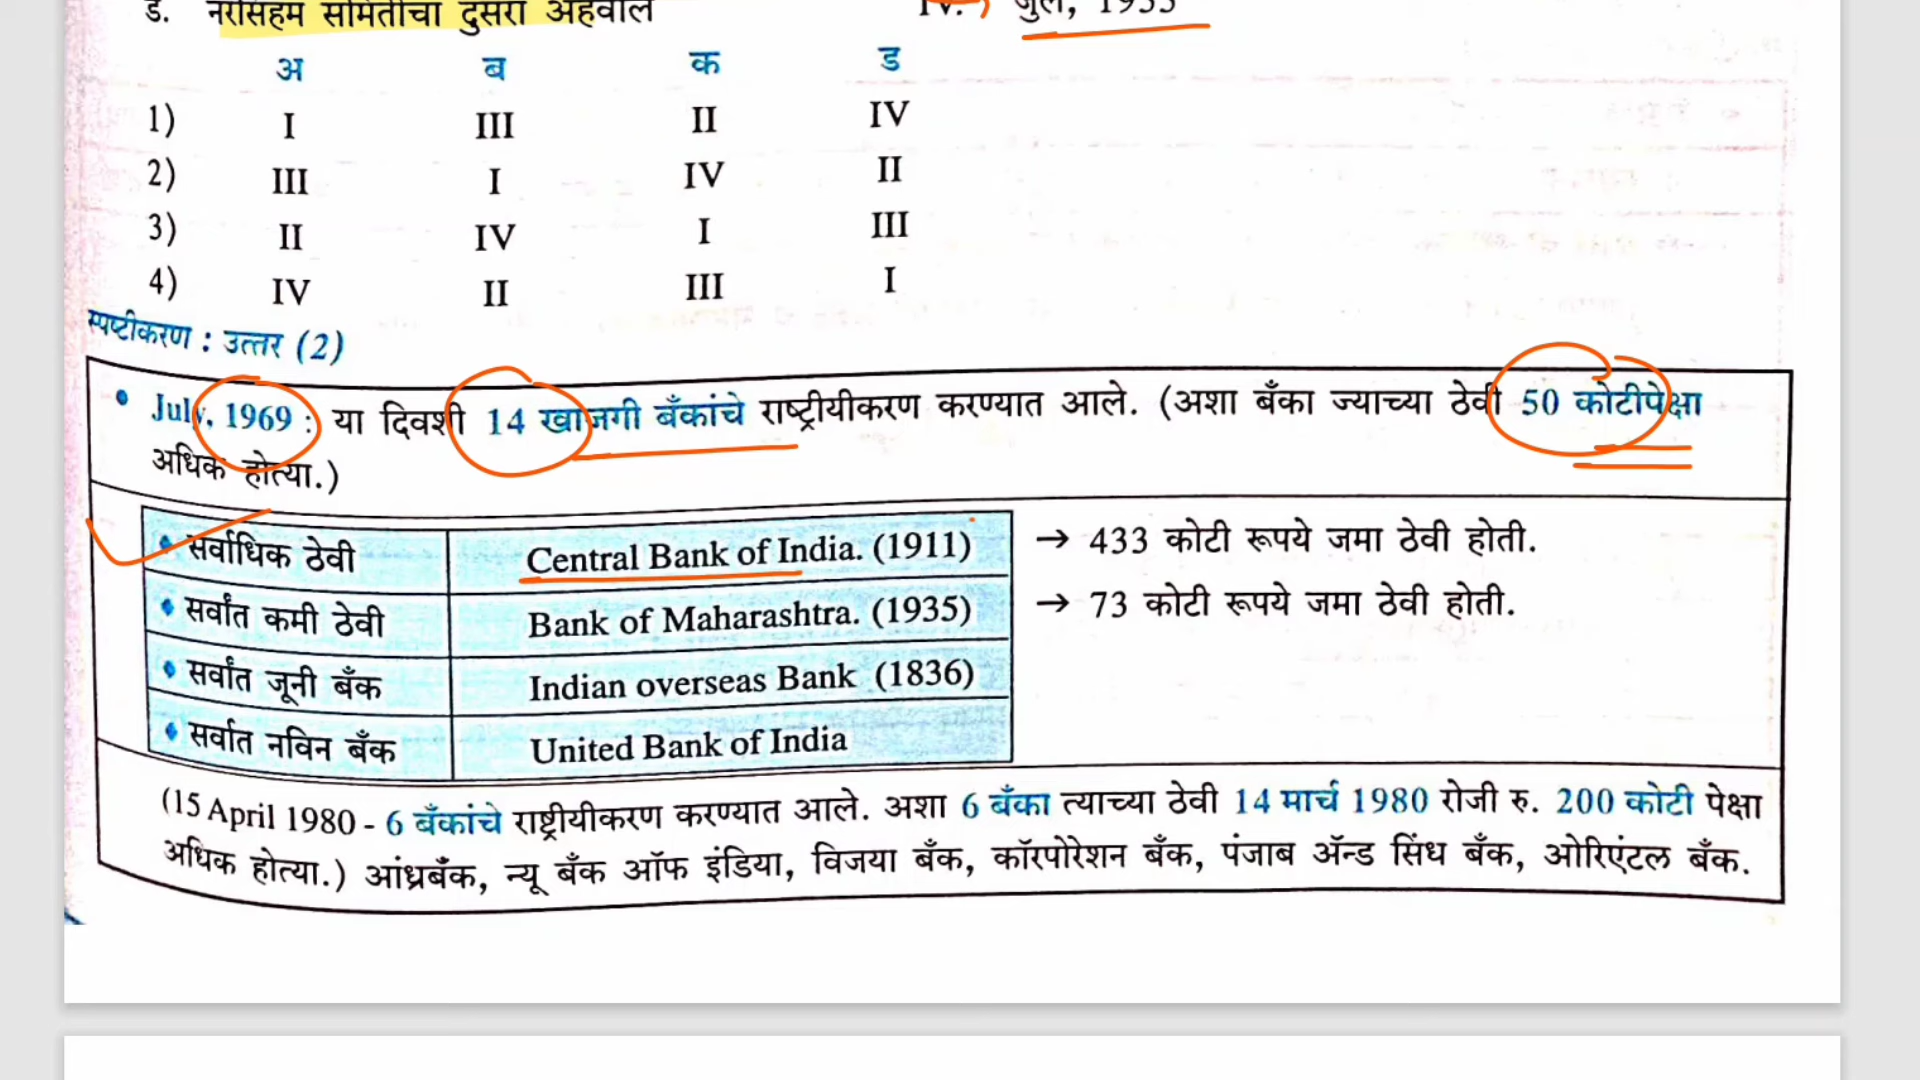 ड. नरसिंहम समितीचा दुसरा अहवाल IV. जुलै, 1955
अ ब क ड
1) I III II IV
2) III I IV II
3) II IV I III
4) IV II III I
स्पष्टीकरण : उत्तर (2)
• July, 1969 : या दिवशी 14 खाजगी बँकांचे राष्ट्रीयीकरण करण्यात आले. (अशा बँका ज्याच्या ठेवी 50 कोटीपेक्षा
अधिक होत्या.)
• सर्वाधिक ठेवी Central Bank of India. (1911) → 433 कोटी रूपये जमा ठेवी होती.
• सर्वांत कमी ठेवी Bank of Maharashtra. (1935) → 73 कोटी रूपये जमा ठेवी होती.
• सर्वांत जूनी बँक Indian overseas Bank (1836)
• सर्वात नविन बँक United Bank of India
(15 April 1980 - 6 बँकांचे राष्ट्रीयीकरण करण्यात आले. अशा 6 बँका त्याच्या ठेवी 14 मार्च 1980 रोजी रु. 200 कोटी पेक्षा
अधिक होत्या.) आंध्रबँक, न्यू बँक ऑफ इंडिया, विजया बँक, कॉरपोरेशन बँक, पंजाब ॲन्ड सिंध बँक, ओरिएंटल बँक.